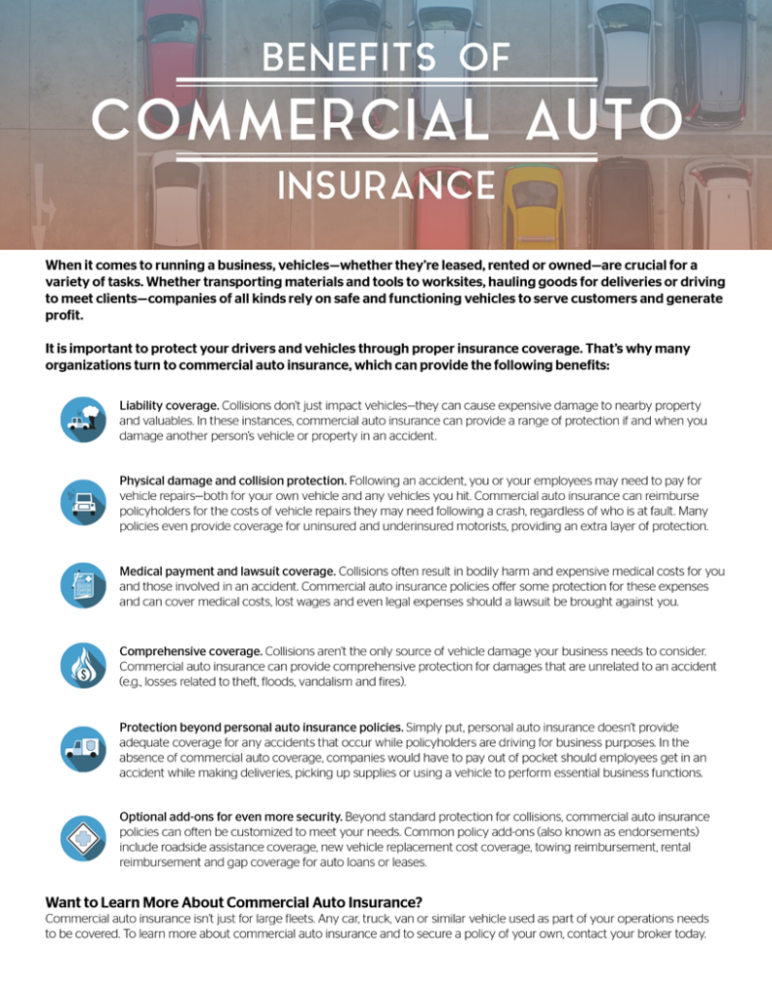 BENEFITS OF
COMMERCIAL AUTO
INSURANCE
When it comes to running a business, vehicles—whether they're leased, rented or owned—are crucial for a
variety of tasks. Whether transporting materials and tools to worksites, hauling goods for deliveries or driving
to meet clients—companies of all kinds rely on safe and functioning vehicles to serve customers and generate
profit.
It is important to protect your drivers and vehicles through proper insurance coverage. That's why many
organizations turn to commercial auto insurance, which can provide the following benefits:
Liability coverage. Collisions don't just impact vehicles—they can cause expensive damage to nearby property
and valuables. In these instances, commercial auto insurance can provide a range of protection if and when you
damage another person's vehicle or property in an accident.
Physical damage and collision protection. Following an accident, you or your employees may need to pay for
vehicle repairs—both for your own vehicle and any vehicles you hit. Commercial auto insurance can reimburse
policyholders for the costs of vehicle repairs they may need following a crash, regardless of who is at fault. Many
policies even provide coverage for uninsured and underinsured motorists, providing an extra layer of protection.
Medical payment and lawsuit coverage. Collisions often result in bodily harm and expensive medical costs for you
and those involved in an accident. Commercial auto insurance policies offer some protection for these expenses
and can cover medical costs, lost wages and even legal expenses should a lawsuit be brought against you.
$
Comprehensive coverage. Collisions aren't the only source of vehicle damage your business needs to consider.
Commercial auto insurance can provide comprehensive protection for damages that are unrelated to an accident
(e.g., losses related to theft, floods, vandalism and fires).
Protection beyond personal auto insurance policies. Simply put, personal auto insurance doesn't provide
adequate coverage for any accidents that occur while policyholders are driving for business purposes. In the
absence of commercial auto coverage, companies would have to pay out of pocket should employees get in an
accident while making deliveries, picking up supplies or using a vehicle to perform essential business functions.
Optional add-ons for even more security. Beyond standard protection for collisions, commercial auto insurance
policies can often be customized to meet your needs. Common policy add-ons (also known as endorsements)
include roadside assistance coverage, new vehicle replacement cost coverage, towing reimbursement, rental
reimbursement and gap coverage for auto loans or leases.
Want to Learn More About Commercial Auto Insurance?
Commercial auto insurance isn't just for large fleets. Any car, truck, van or similar vehicle used as part of your operations needs
to be covered. To learn more about commercial auto insurance and to secure a policy of your own, contact your broker today.